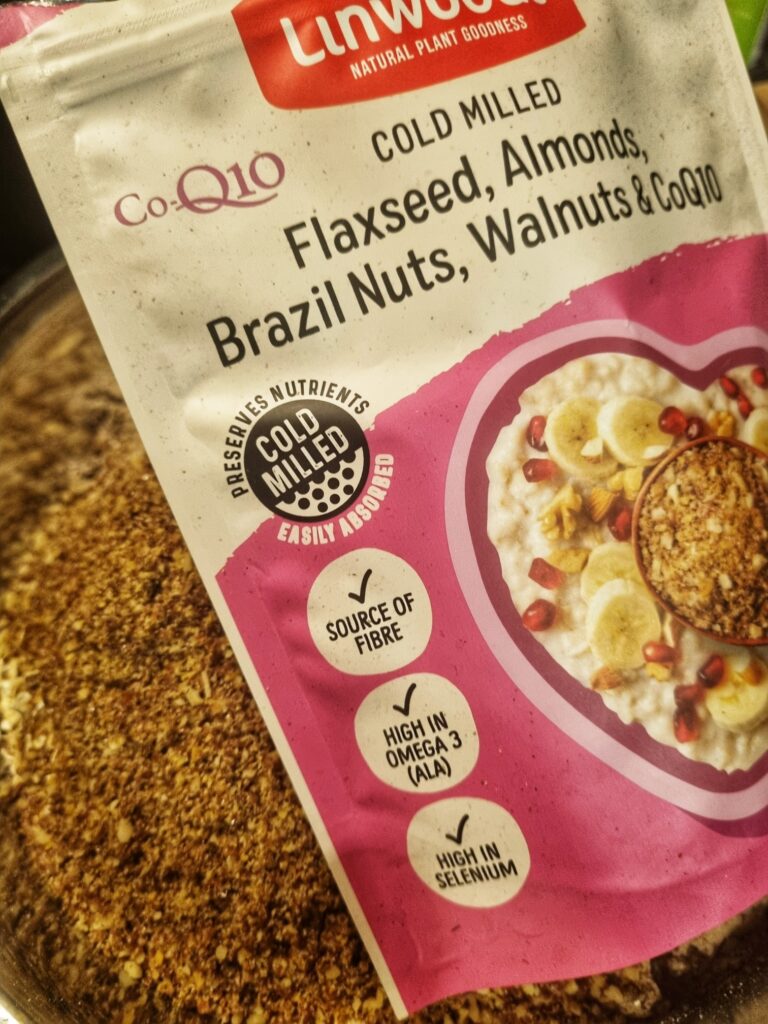 NATURAL PLANT GOODNESS
COLD MILLED
Co-Q10
Flaxseed, Almonds,
Brazil Nuts, Walnuts & CoQ10
PRESERVES NUTRIENTS
COLD
MILLED
EASILY ABSORBED
SOURCE OF
FIBRE
HIGH IN
OMEGA 3
(ALA)
HIGH IN
SELENIUM